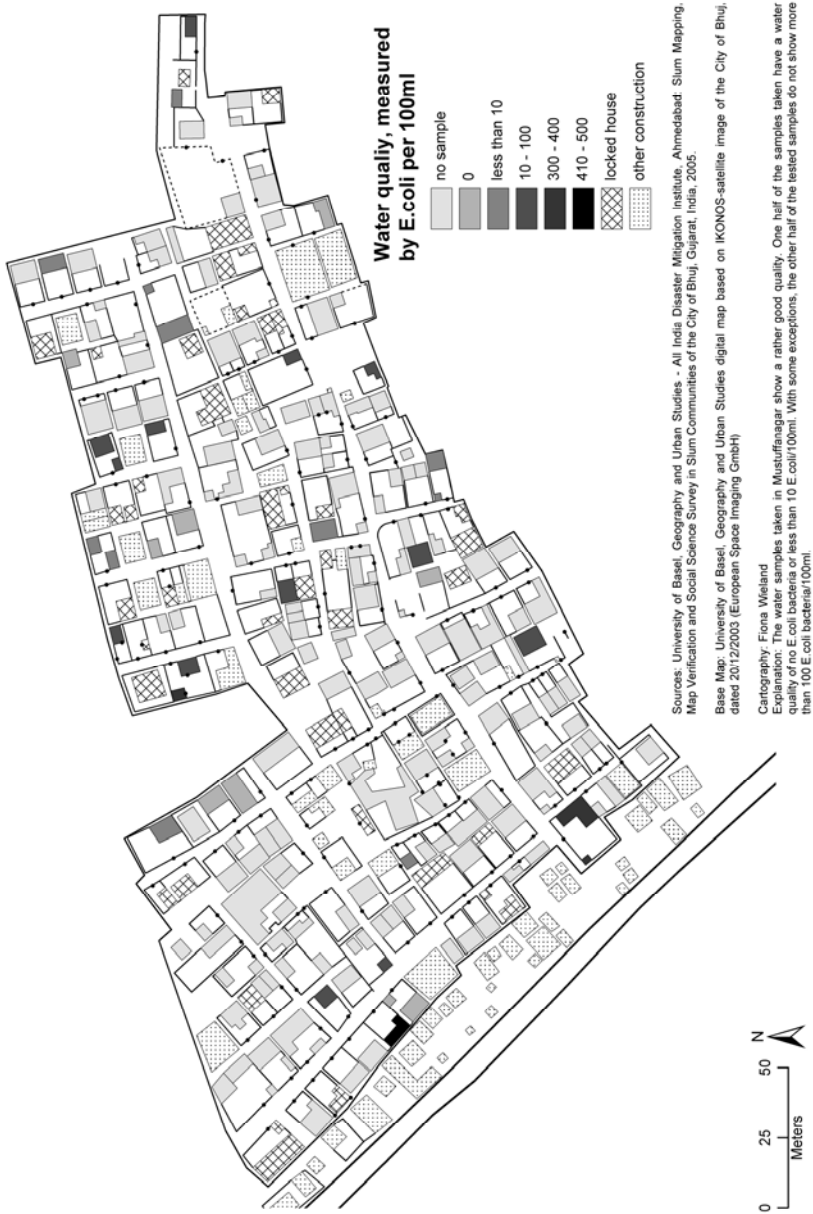 Water qualiy, measured
by E.coli per 100ml
no sample
0
less than 10
10 - 100
300 - 400
410 - 500
locked house
other construction
Sources: University of Basel, Geography and Urban Studies - All India Disaster Mitigation Institute, Ahmedabad: Slum Mapping,
Map Verification and Social Science Survey in Slum Communities of the City of Bhuj, Gujarat, India, 2005.
Base Map: University of Basel, Geography and Urban Studies digital map based on IKONOS-satellite image of the City of Bhuj,
dated 20/12/2003 (European Space Imaging GmbH)
Cartography: Fiona Wieland
Explanation: The water samples taken in Mustuffanagar show a rather good quality. One half of the samples taken have a water
quality of no E.coli bacteria or less than 10 E.coli/100ml. With some exceptions, the other half of the tested samples do not show more
than 100 E.coli bacteria/100ml.
N
0 25 50
Meters